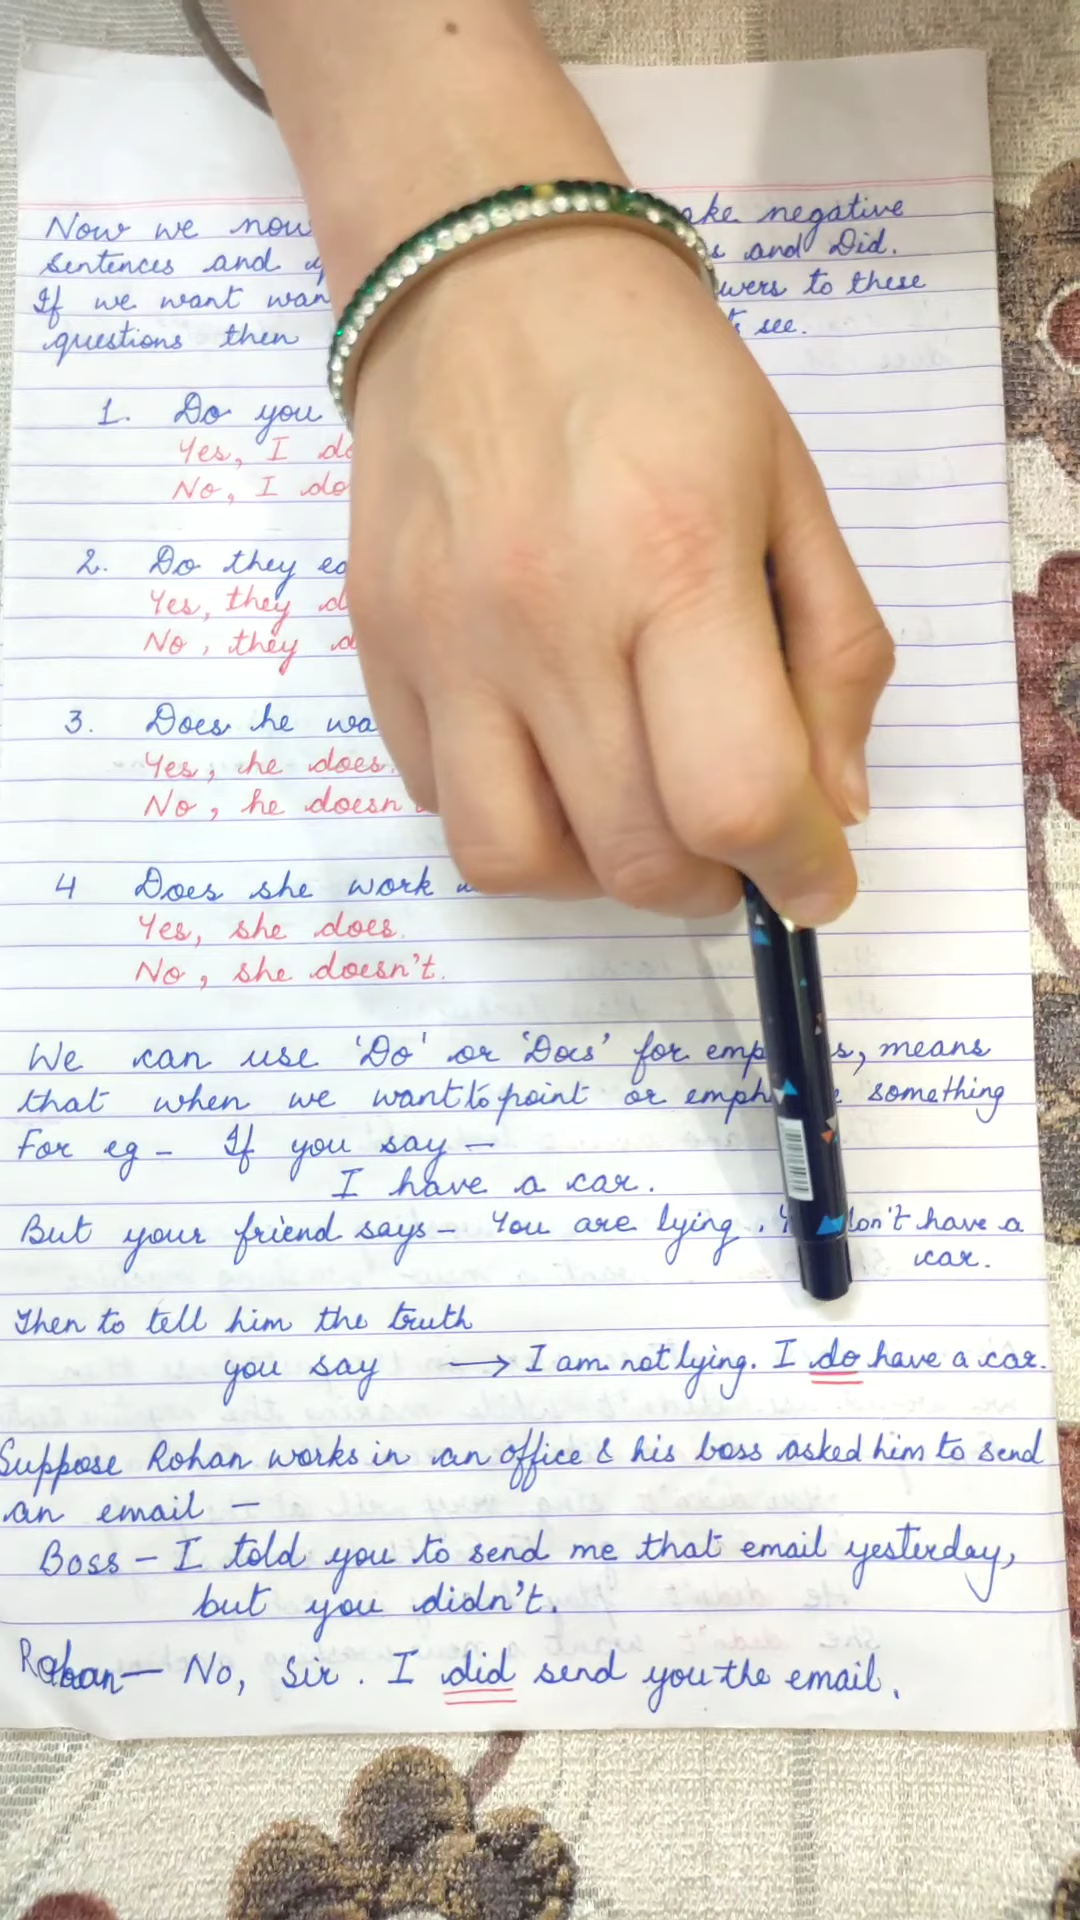 Now we now ake negative
sentences and and Did.
If we want wan wers to these
questions then see.
1. Do you
Yes, I do
No, I do
2. Do they
Yes, they
No, they
3. Does he
Yes, he does.
No, he doesn
4 Does she work
Yes, she does.
No, she doesn't.
We can use 'Do' or 'Does' for emp s, means
that when we want to point or emph e something
For eg - If you say -
I have a car.
But your friend says - You are lying. don't have a
car.
Then to tell him the truth
you say → I am not lying. I do have a car.
Suppose Rohan works in an office & his boss asked him to send
an email -
Boss - I told you to send me that email yesterday,
but you didn't.
Rohan - No, Sir. I did send you the email.